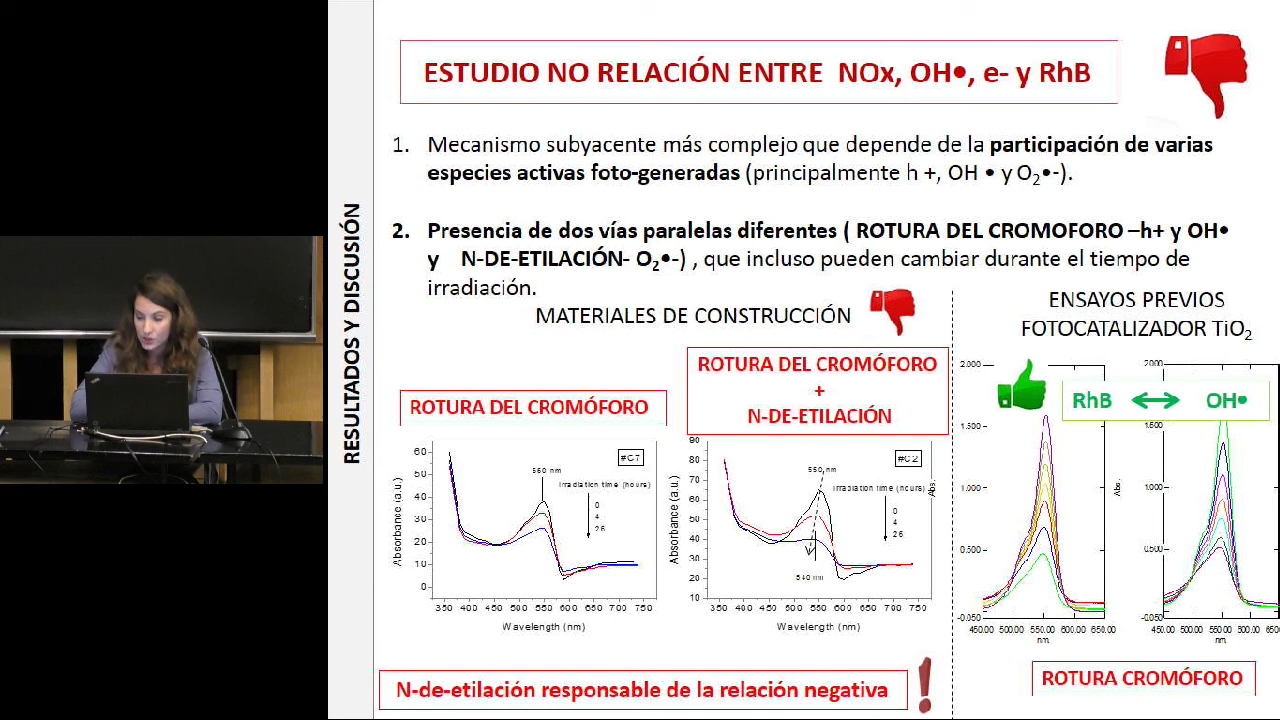 ESTUDIO NO RELACIÓN ENTRE NOx, OH•, e- y RhB
RESULTADOS Y DISCUSIÓN
1. Mecanismo subyacente más complejo que depende de la participación de varias
especies activas foto-generadas (principalmente h +, OH • y O₂•-).
2. Presencia de dos vías paralelas diferentes ( ROTURA DEL CROMOFORO –h+ y OH•
y N-DE-ETILACIÓN- O₂•-) , que incluso pueden cambiar durante el tiempo de
irradiación.
MATERIALES DE CONSTRUCCIÓN
ROTURA DEL CROMÓFORO
ROTURA DEL CROMÓFORO
+
N-DE-ETILACIÓN
#C7
560 nm
Irradiation time (hours)
0
4
26
Absorbance (a.u.)
60
50
40
30
20
10
0
350 400 450 500 550 600 650 700 750
Wavelength (nm)
#C2
550 nm
Irradiation time (hours)
0
4
26
540 nm
Absorbance (a.u.)
90
80
70
60
50
40
30
20
10
350 400 450 500 550 600 650 700 750
Wavelength (nm)
ENSAYOS PREVIOS
FOTOCATALIZADOR TiO₂
RhB ↔ OH•
Abs.
2.000
1.500
1.000
0.500
-0.050
450.00 500.00 550.00 600.00 650.00
nm.
Abs.
2.000
1.500
1.000
0.500
-0.050
450.00 500.00 550.00 600.00 650.00
nm.
ROTURA CROMÓFORO
N-de-etilación responsable de la relación negativa